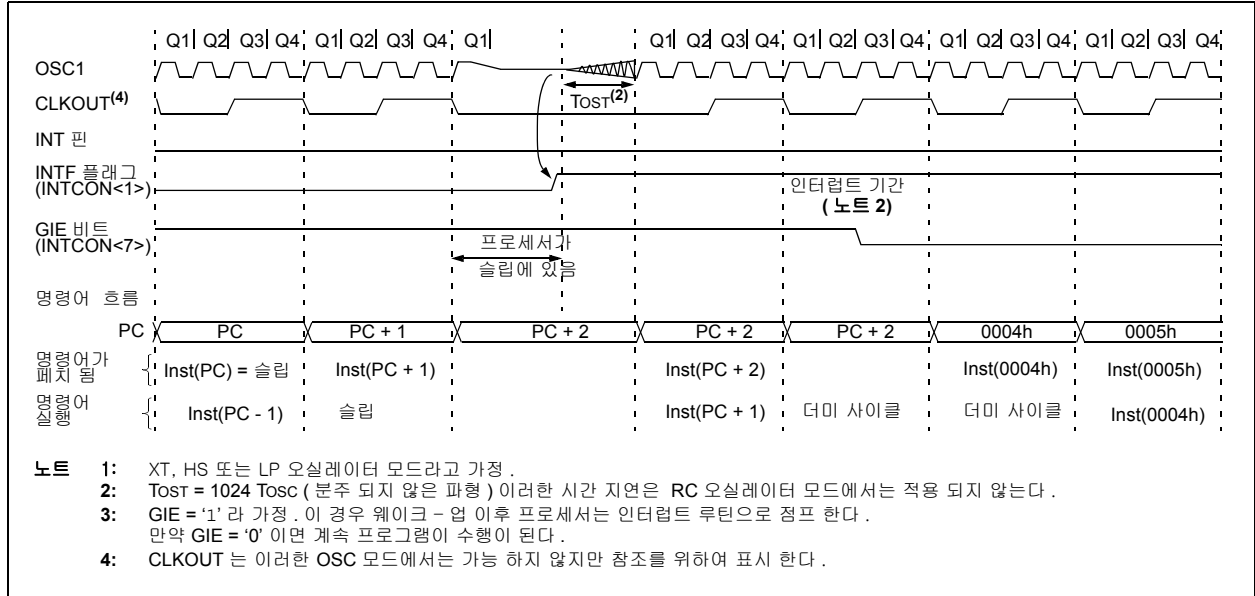 Q1 Q2 Q3 Q4 Q1 Q2 Q3 Q4 Q1 Q1 Q2 Q3 Q4 Q1 Q2 Q3 Q4 Q1 Q2 Q3 Q4 Q1 Q2 Q3 Q4
OSC1
CLKOUT(4)
TOST(2)
INT 핀
INTF 플래그
(INTCON<1>)
인터럽트 기간
( 노트 2)
GIE 비트
(INTCON<7>)
프로세서가
슬립에 있음
명령어 흐름
PC PC PC + 1 PC + 2 PC + 2 PC + 2 0004h 0005h
명령어가
페치 됨
Inst(PC) = 슬립 Inst(PC + 1) Inst(PC + 2) Inst(0004h) Inst(0005h)
명령어
실행
Inst(PC - 1) 슬립 Inst(PC + 1) 더미 사이클 더미 사이클 Inst(0004h)
노트 1: XT, HS 또는 LP 오실레이터 모드라고 가정 .
2: TOST = 1024 TOSC ( 분주 되지 않은 파형 ) 이러한 시간 지연은 RC 오실레이터 모드에서는 적용 되지 않는다 .
3: GIE = ‘1’ 라 가정 . 이 경우 웨이크 – 업 이후 프로세서는 인터럽트 루틴으로 점프 한다 .
만약 GIE = ‘0’ 이면 계속 프로그램이 수행이 된다 .
4: CLKOUT 는 이러한 OSC 모드에서는 가능 하지 않지만 참조를 위하여 표시 한다 .